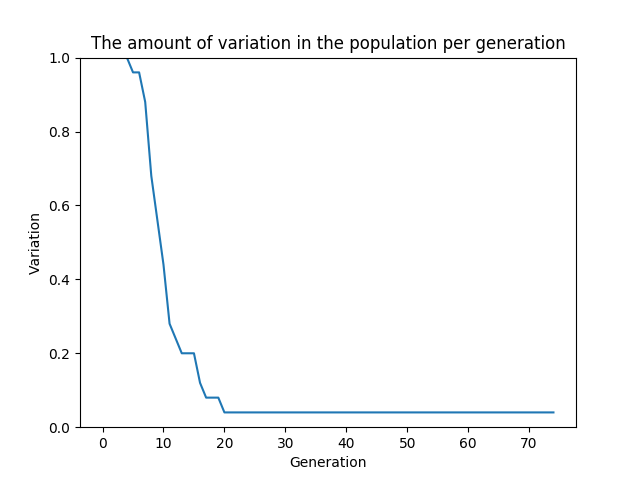 The amount of variation in the population per generation
1.0
0.8
0.6
0.4
0.2
0.0
Variation
0 10 20 30 40 50 60 70
Generation